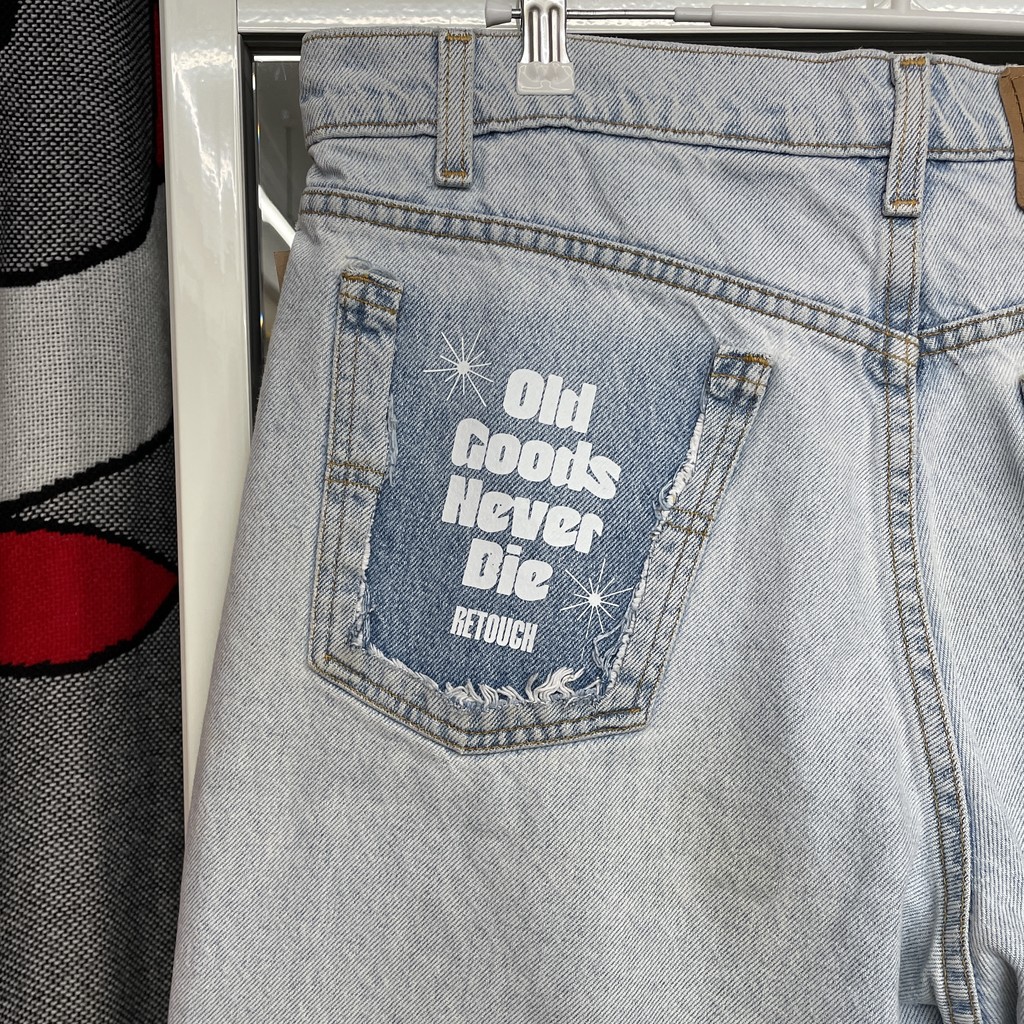 Old
Goods
Never
Die
RETOUCH